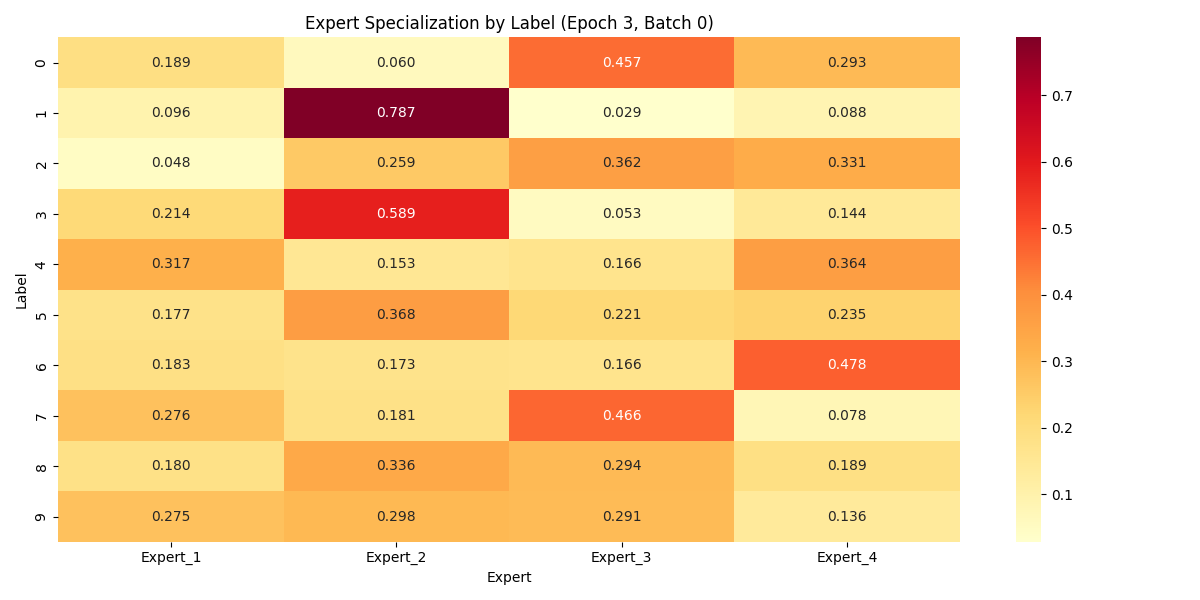 Expert Specialization by Label (Epoch 3, Batch 0)
0 0.189 0.060 0.457 0.293
1 0.096 0.787 0.029 0.088
2 0.048 0.259 0.362 0.331
3 0.214 0.589 0.053 0.144
4 0.317 0.153 0.166 0.364
5 0.177 0.368 0.221 0.235
6 0.183 0.173 0.166 0.478
7 0.276 0.181 0.466 0.078
8 0.180 0.336 0.294 0.189
9 0.275 0.298 0.291 0.136
Label
Expert_1 Expert_2 Expert_3 Expert_4
Expert
0.7
0.6
0.5
0.4
0.3
0.2
0.1